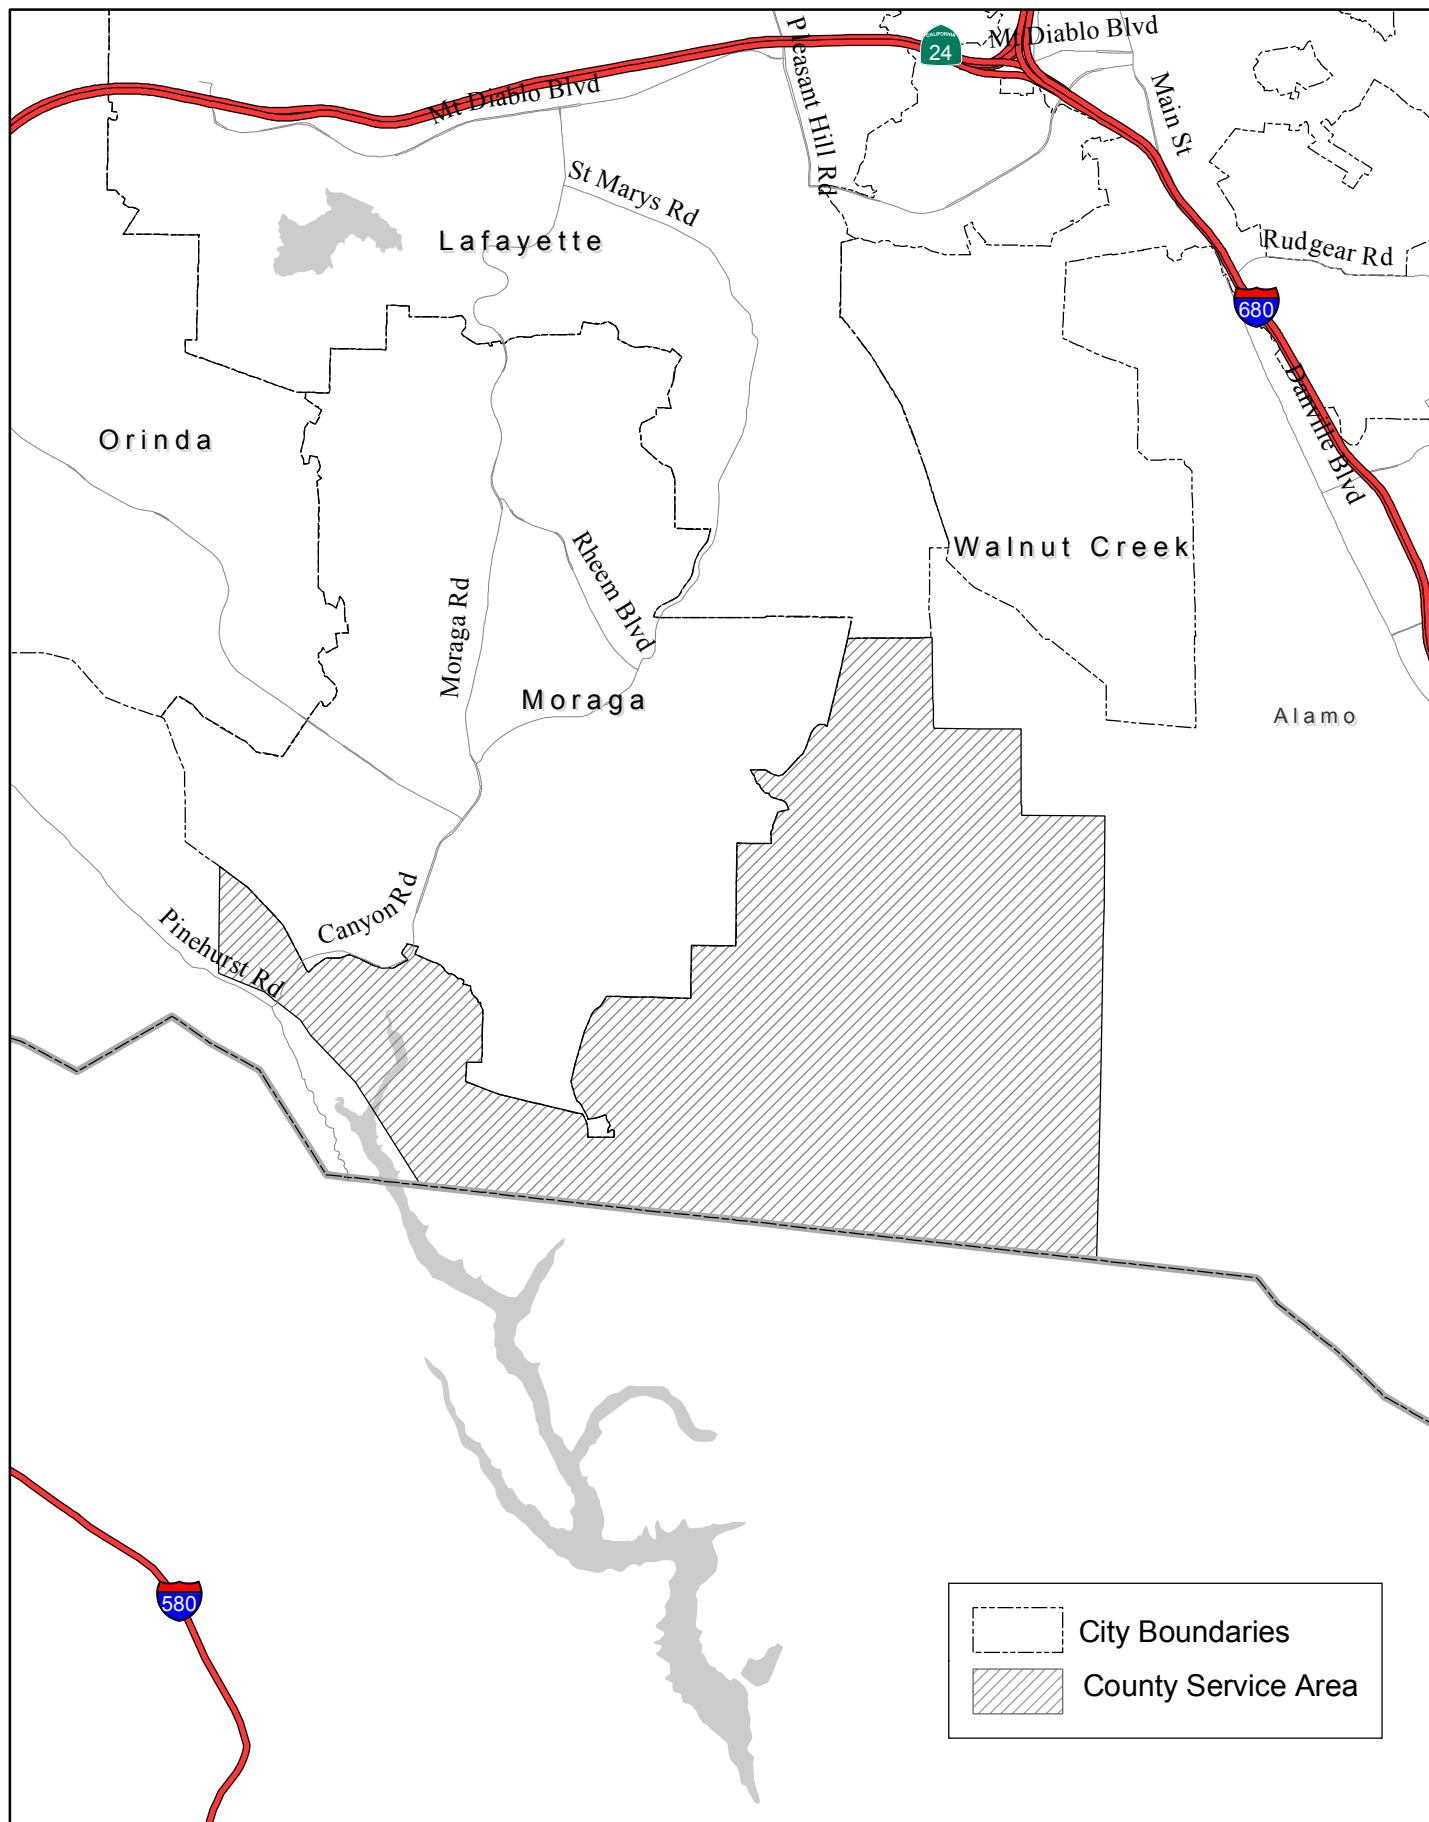 CALIFORNIA
24
Mt Diablo Blvd
Mt Diablo Blvd
Pleasant Hill Rd
Main St
St Marys Rd
Lafayette
Rudgear Rd
680
Danville Blvd
Orinda
Walnut Creek
Rheem Blvd
Moraga Rd
Moraga
Alamo
Canyon Rd
Pinehurst Rd
580
City Boundaries
County Service Area